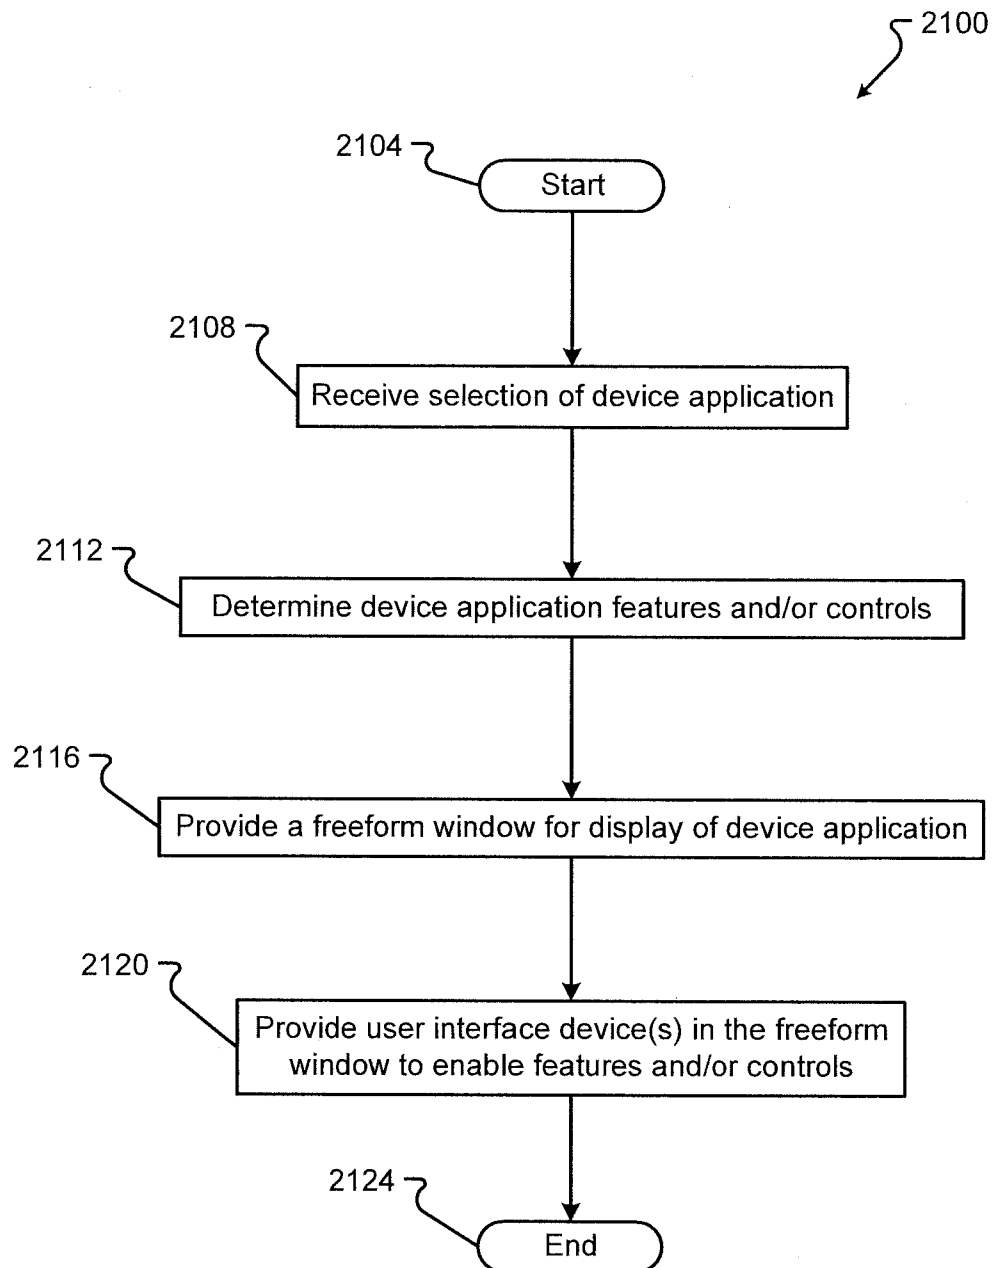 2100
2104
Start
2108
Receive selection of device application
2112
Determine device application features and/or controls
2116
Provide a freeform window for display of device application
2120
Provide user interface device(s) in the freeform
window to enable features and/or controls
2124
End